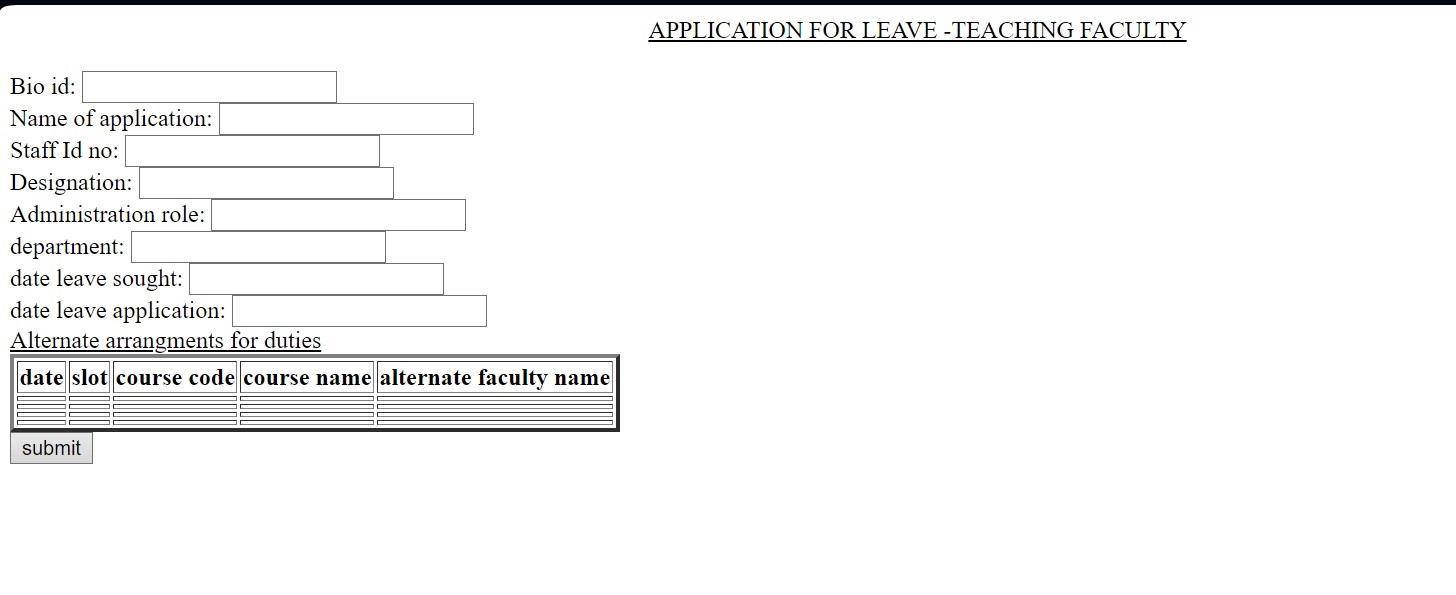 APPLICATION FOR LEAVE -TEACHING FACULTY
Bio id:
Name of application:
Staff Id no:
Designation:
Administration role:
department:
date leave sought:
date leave application:
Alternate arrangments for duties
date slot course code course name alternate faculty name
submit